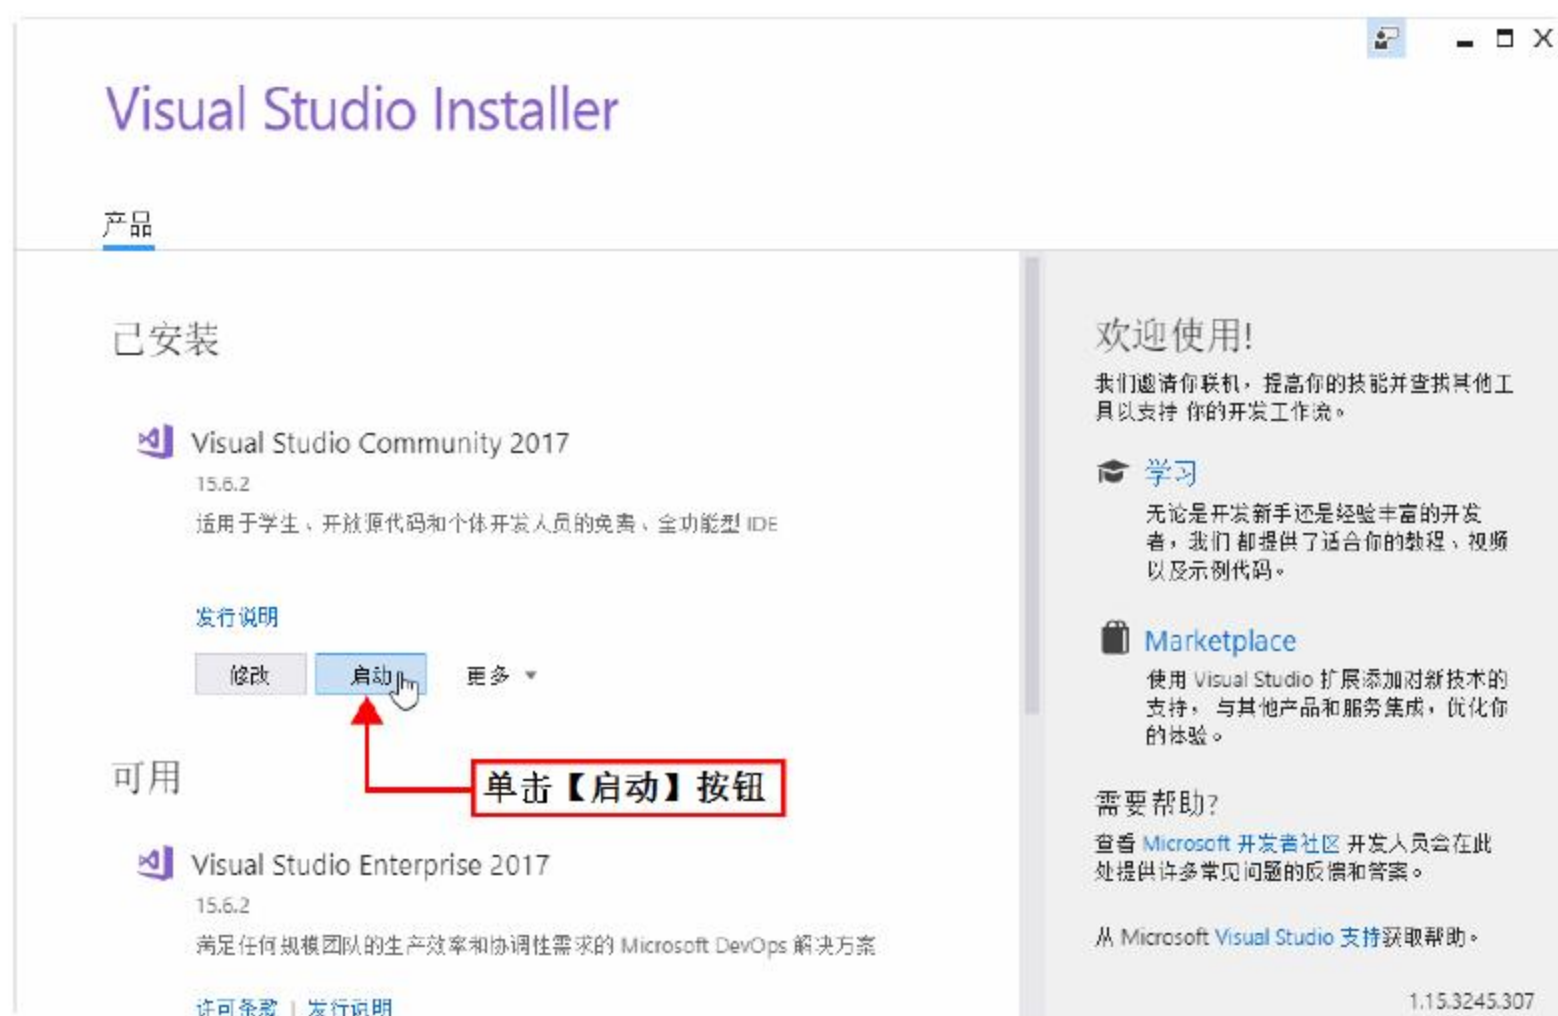 Visual Studio Installer
产品
已安装
Visual Studio Community 2017
15.6.2
适用于学生、开放源代码和个体开发人员的免费、全功能型 IDE
发行说明
修改
启动
更多
单击【启动】按钮
可用
Visual Studio Enterprise 2017
15.6.2
满足任何规模团队的生产效率和协调性需求的 Microsoft DevOps 解决方案
许可条款 | 发行说明
欢迎使用!
我们邀请你联机，提高你的技能并查找其他工
具以支持 你的开发工作流。
学习
无论是开发新手还是经验丰富的开发
者，我们 都提供了适合你的教程、视频
以及示例代码。
Marketplace
使用 Visual Studio 扩展添加对新技术的
支持， 与其他产品和服务集成，优化你
的体验。
需要帮助?
查看 Microsoft 开发者社区 开发人员会在此
处提供许多常见问题的反馈和答案。
从 Microsoft Visual Studio 支持获取帮助。
1.15.3245.307